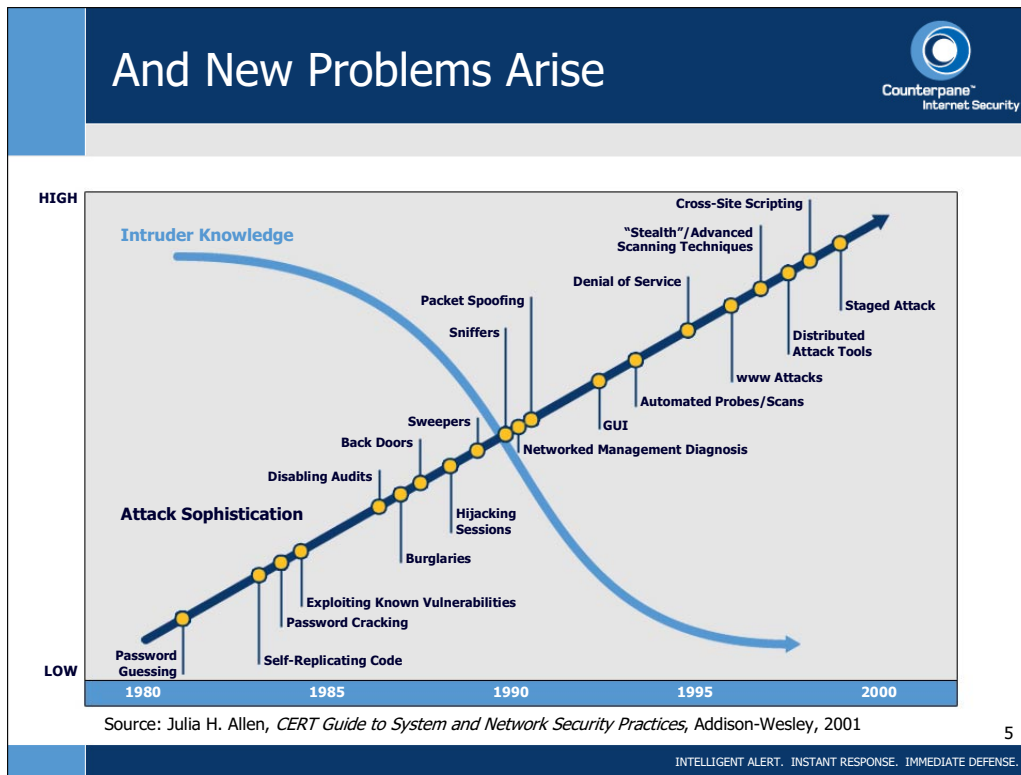 And New Problems Arise
Counterpane™
Internet Security
HIGH
Intruder Knowledge
Cross-Site Scripting
“Stealth”/Advanced
Scanning Techniques
Denial of Service
Packet Spoofing
Sniffers
Staged Attack
Distributed
Attack Tools
www Attacks
Automated Probes/Scans
GUI
Networked Management Diagnosis
Sweepers
Back Doors
Disabling Audits
Attack Sophistication
Hijacking
Sessions
Burglaries
Exploiting Known Vulnerabilities
Password Cracking
Self-Replicating Code
Password
Guessing
LOW
1980 1985 1990 1995 2000
Source: Julia H. Allen, CERT Guide to System and Network Security Practices, Addison-Wesley, 2001
5
INTELLIGENT ALERT. INSTANT RESPONSE. IMMEDIATE DEFENSE.